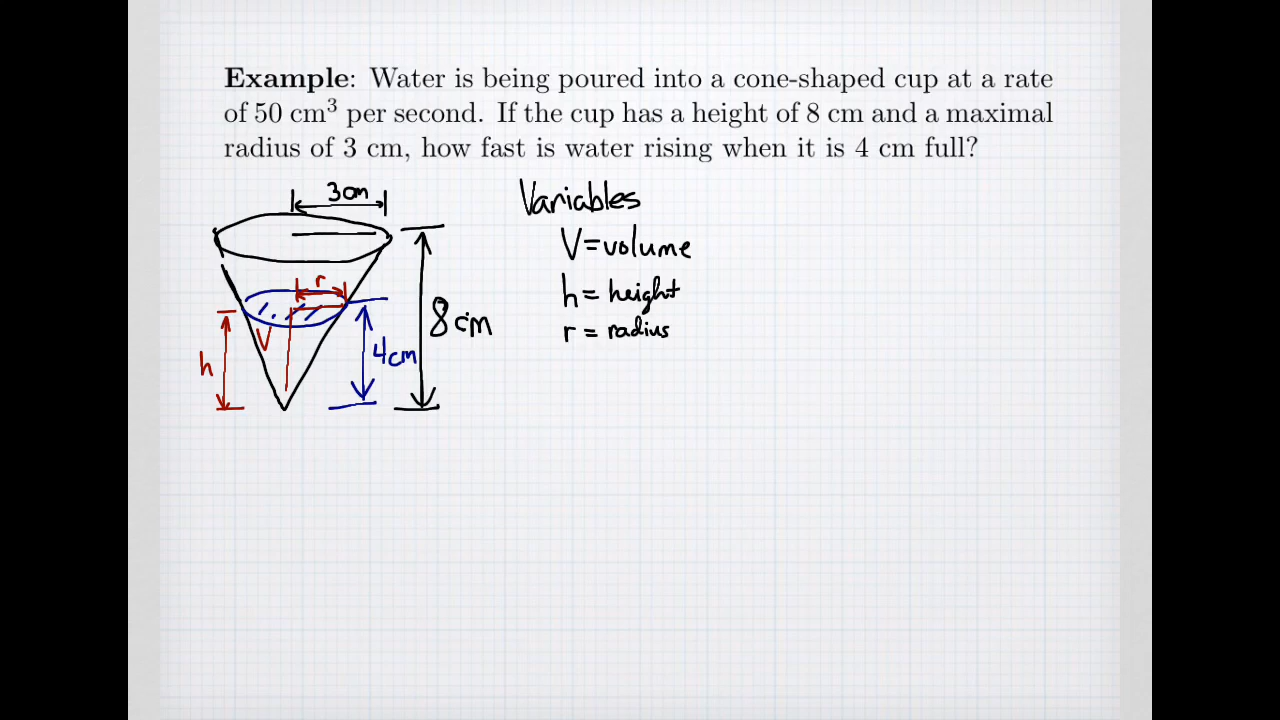 Example: Water is being poured into a cone-shaped cup at a rate
of 50 cm³ per second. If the cup has a height of 8 cm and a maximal
radius of 3 cm, how fast is water rising when it is 4 cm full?
3cm
r
V
h
4cm
8cm
Variables
V=volume
h=height
r = radius